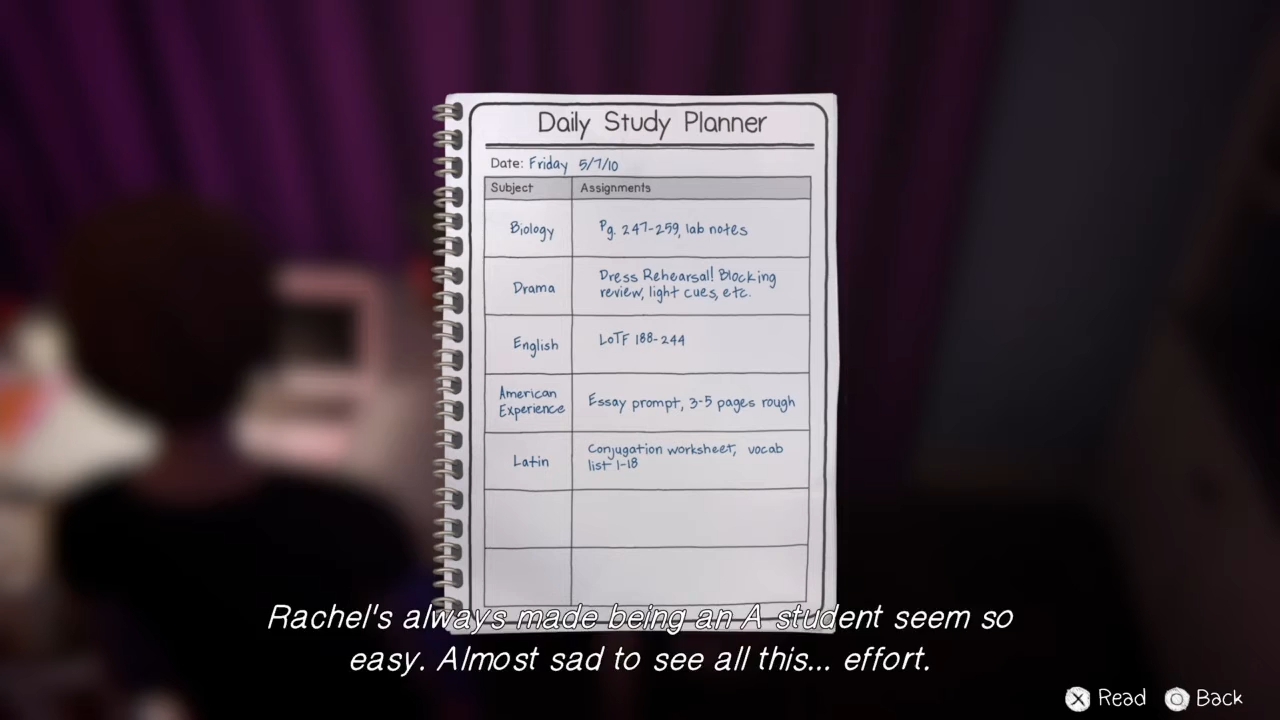 Daily Study Planner
Date: Friday 5/7/10
Subject Assignments
Biology Pg. 247-259, lab notes
Drama Dress Rehearsal! Blocking
review, light cues, etc.
English LoTF 188-244
American
Experience Essay prompt, 3-5 pages rough
Latin Conjugation worksheet, vocab
list 1-18
Rachel's always made being an A student seem so
easy. Almost sad to see all this... effort.
Read Back